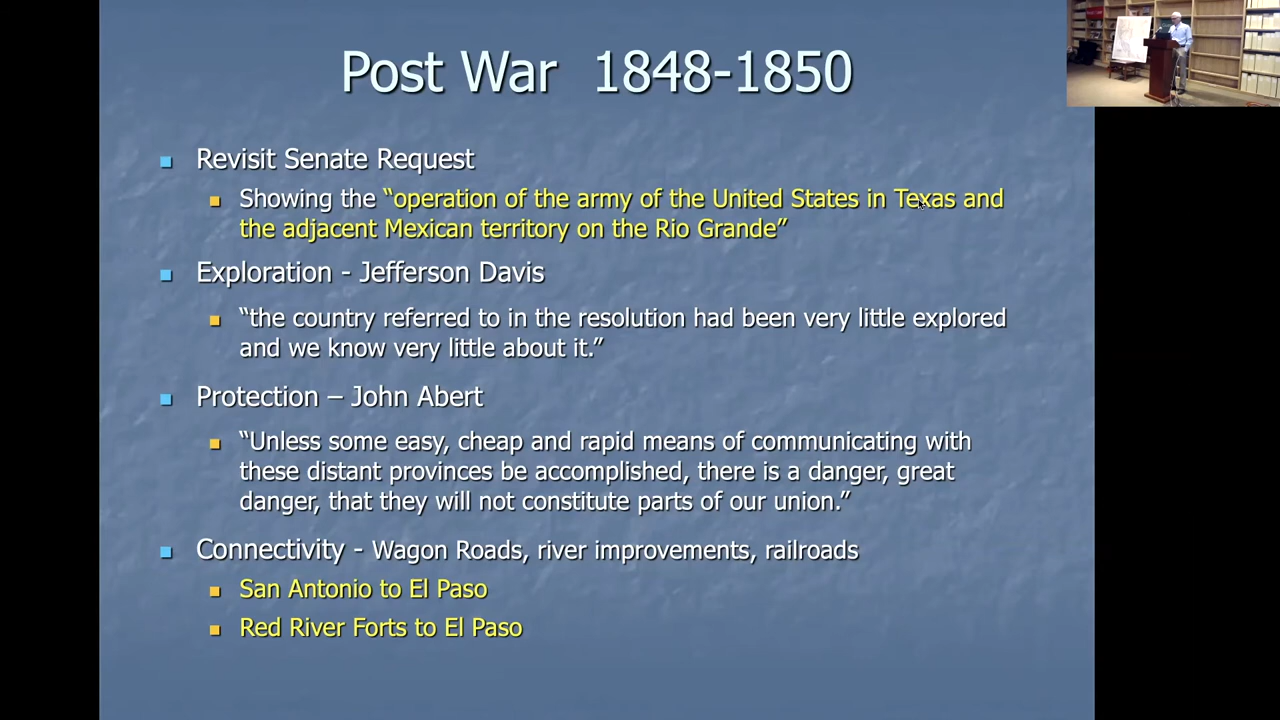 Post War 1848-1850
Revisit Senate Request
Showing the “operation of the army of the United States in Texas and
the adjacent Mexican territory on the Rio Grande”
Exploration - Jefferson Davis
“the country referred to in the resolution had been very little explored
and we know very little about it.”
Protection – John Abert
“Unless some easy, cheap and rapid means of communicating with
these distant provinces be accomplished, there is a danger, great
danger, that they will not constitute parts of our union.”
Connectivity - Wagon Roads, river improvements, railroads
San Antonio to El Paso
Red River Forts to El Paso